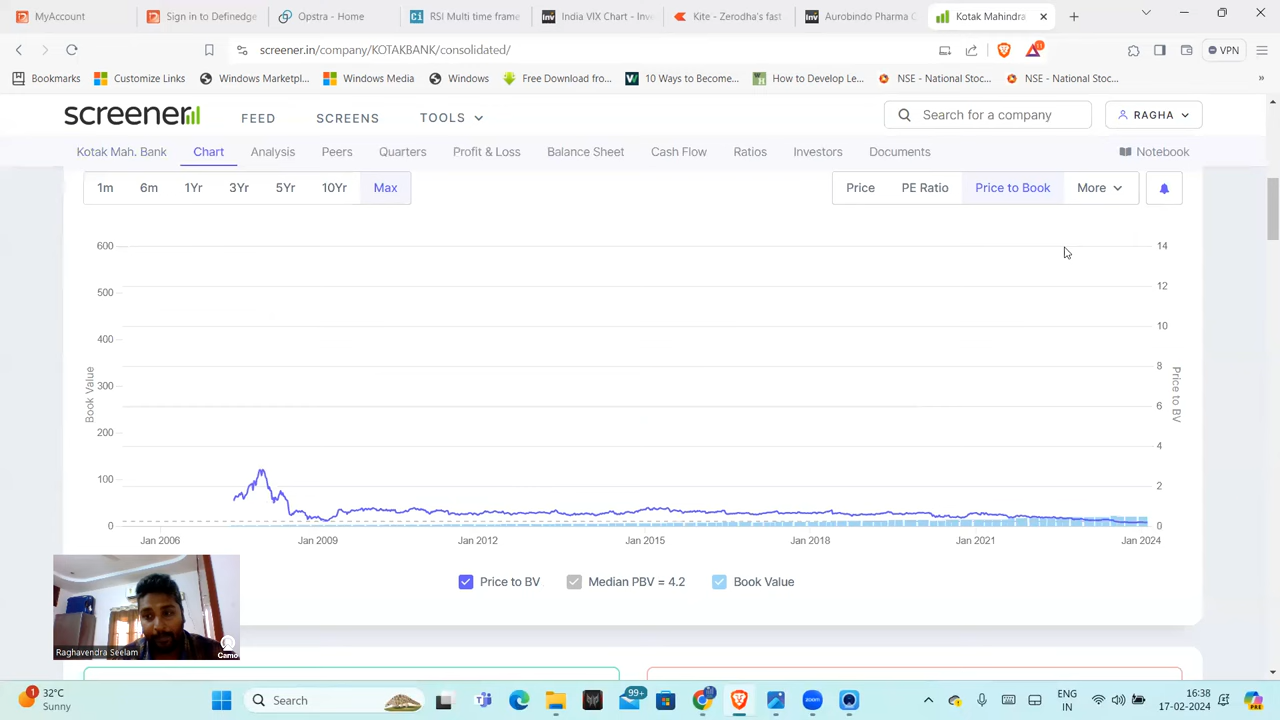 MyAccount
Sign in to Definedge
Opstra - Home
RSI Multi time frame
India VIX Chart - Inve
Kite - Zerodha's fast
Aurobindo Pharma C
Kotak Mahindra
screener.in/company/KOTAKBANK/consolidated/
VPN
Bookmarks
Customize Links
Windows Marketpl...
Windows Media
Windows
Free Download fro...
10 Ways to Become...
How to Develop Le...
NSE - National Stoc...
NSE - National Stoc...
screener
FEED
SCREENS
TOOLS
Search for a company
RAGHA
Kotak Mah. Bank
Chart
Analysis
Peers
Quarters
Profit & Loss
Balance Sheet
Cash Flow
Ratios
Investors
Documents
Notebook
1m
6m
1Yr
3Yr
5Yr
10Yr
Max
Price
PE Ratio
Price to Book
More
600
500
400
300
200
100
0
Book Value
14
12
10
8
6
4
2
0
Price to BV
Jan 2006
Jan 2009
Jan 2012
Jan 2015
Jan 2018
Jan 2021
Jan 2024
Price to BV
Median PBV = 4.2
Book Value
Raghavendra Seelam
Camo
1
32°C
Sunny
Search
99+
ENG
IN
16:38
17-02-2024